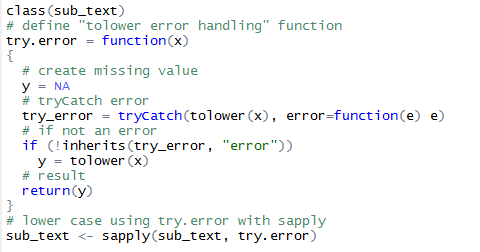 class(sub_text)
# define "tolower error handling" function
try.error = function(x)
{
  # create missing value
  y = NA
  # tryCatch error
  try_error = tryCatch(tolower(x), error=function(e) e)
  # if not an error
  if (!inherits(try_error, "error"))
    y = tolower(x)
  # result
  return(y)
}
# lower case using try.error with sapply
sub_text <- sapply(sub_text, try.error)